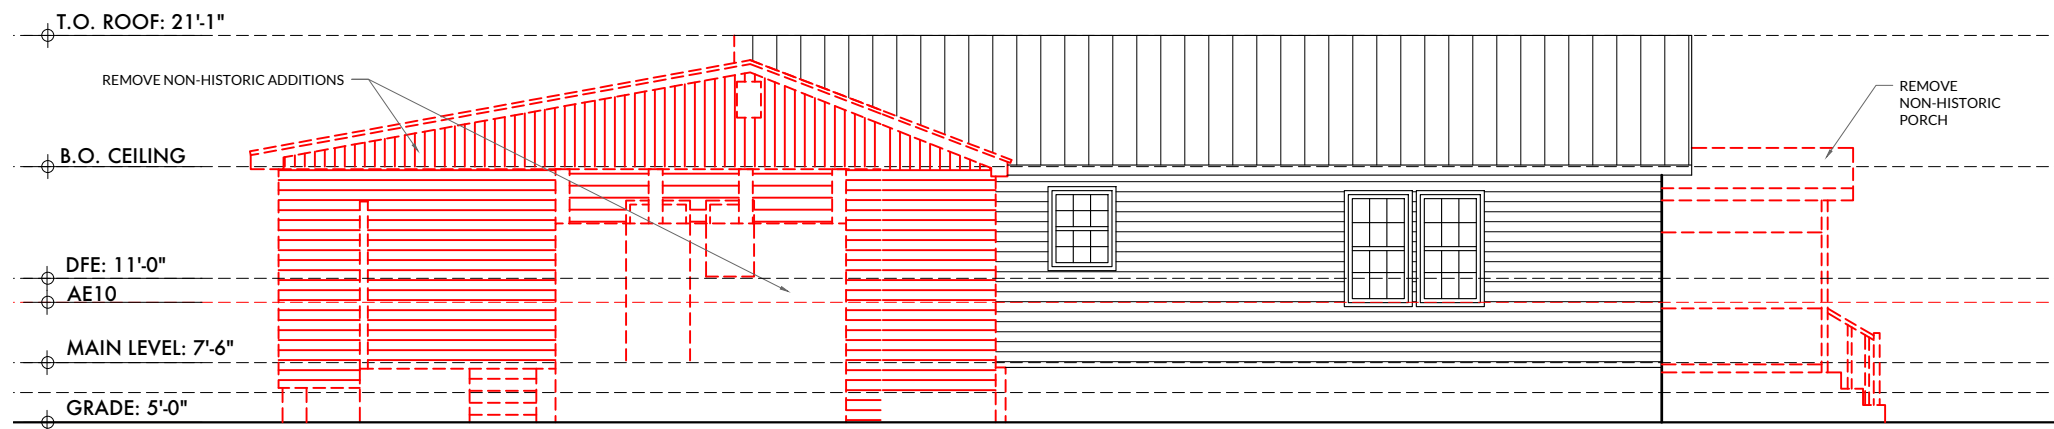 T.O. ROOF: 21'-1"
REMOVE NON-HISTORIC ADDITIONS
REMOVE
NON-HISTORIC
PORCH
B.O. CEILING
DFE: 11'-0"
AE10
MAIN LEVEL: 7'-6"
GRADE: 5'-0"